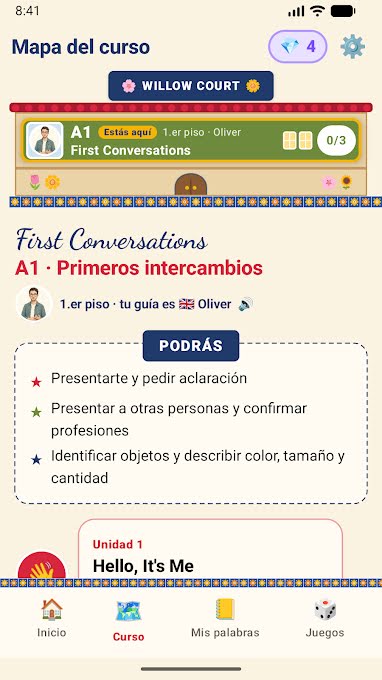 8:41
Mapa del curso
4
WILLOW COURT
A1 Estás aquí 1.er piso · Oliver
First Conversations
0/3
First Conversations
A1 · Primeros intercambios
1.er piso · tu guía es 🇬🇧 Oliver
PODRÁS
Presentarte y pedir aclaración
Presentar a otras personas y confirmar
profesiones
Identificar objetos y describir color, tamaño y
cantidad
Unidad 1
Hello, It's Me
Inicio
Curso
Mis palabras
Juegos